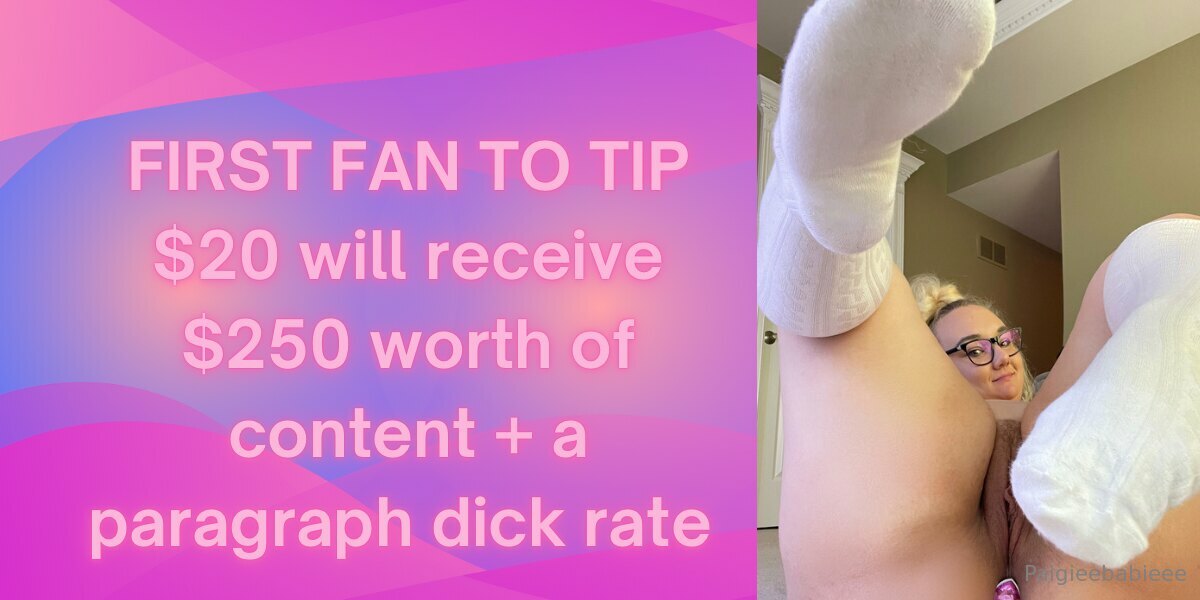 FIRST FAN TO TIP
$20 will receive
$250 worth of
content + a
paragraph dick rate
Paigieebabieee